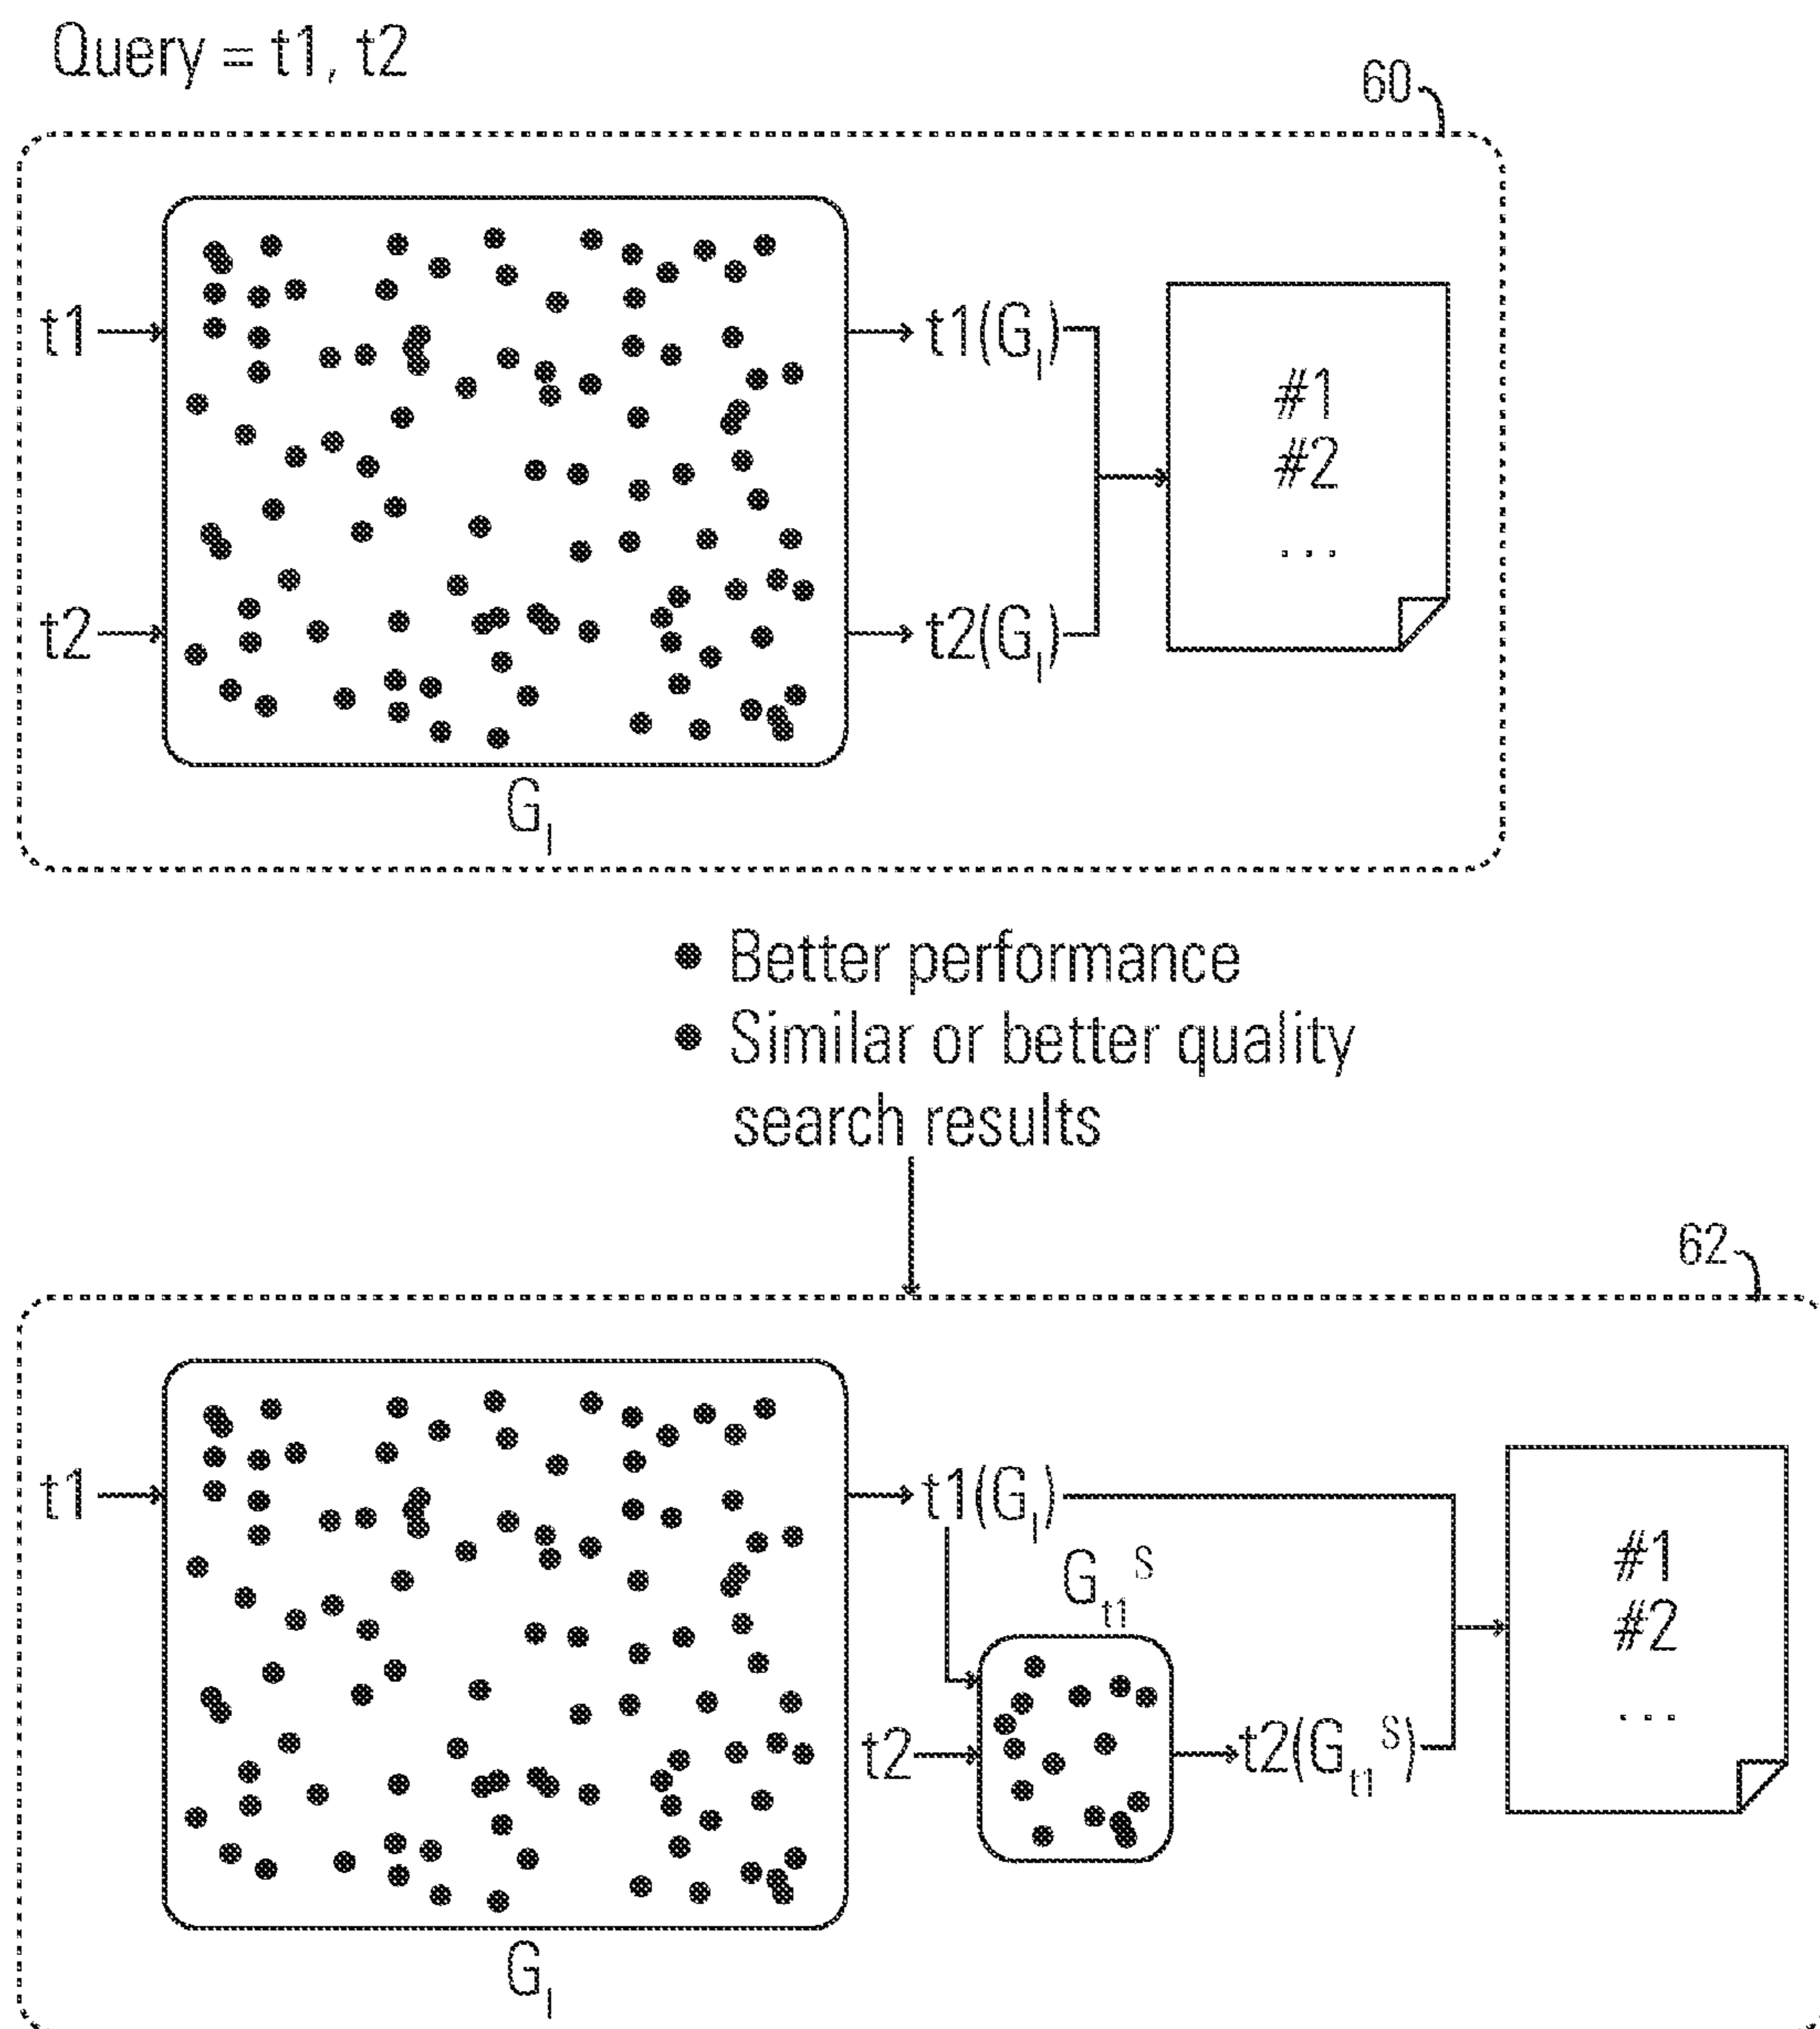 Query = t1, t2
60
t1
t1(G_I)
#1
#2
...
t2
t2(G_I)
G_I
• Better performance
• Similar or better quality
search results
62
t1
t1(G_I)
G_t1^S
#1
#2
...
t2
t2(G_t1^S)
G_I